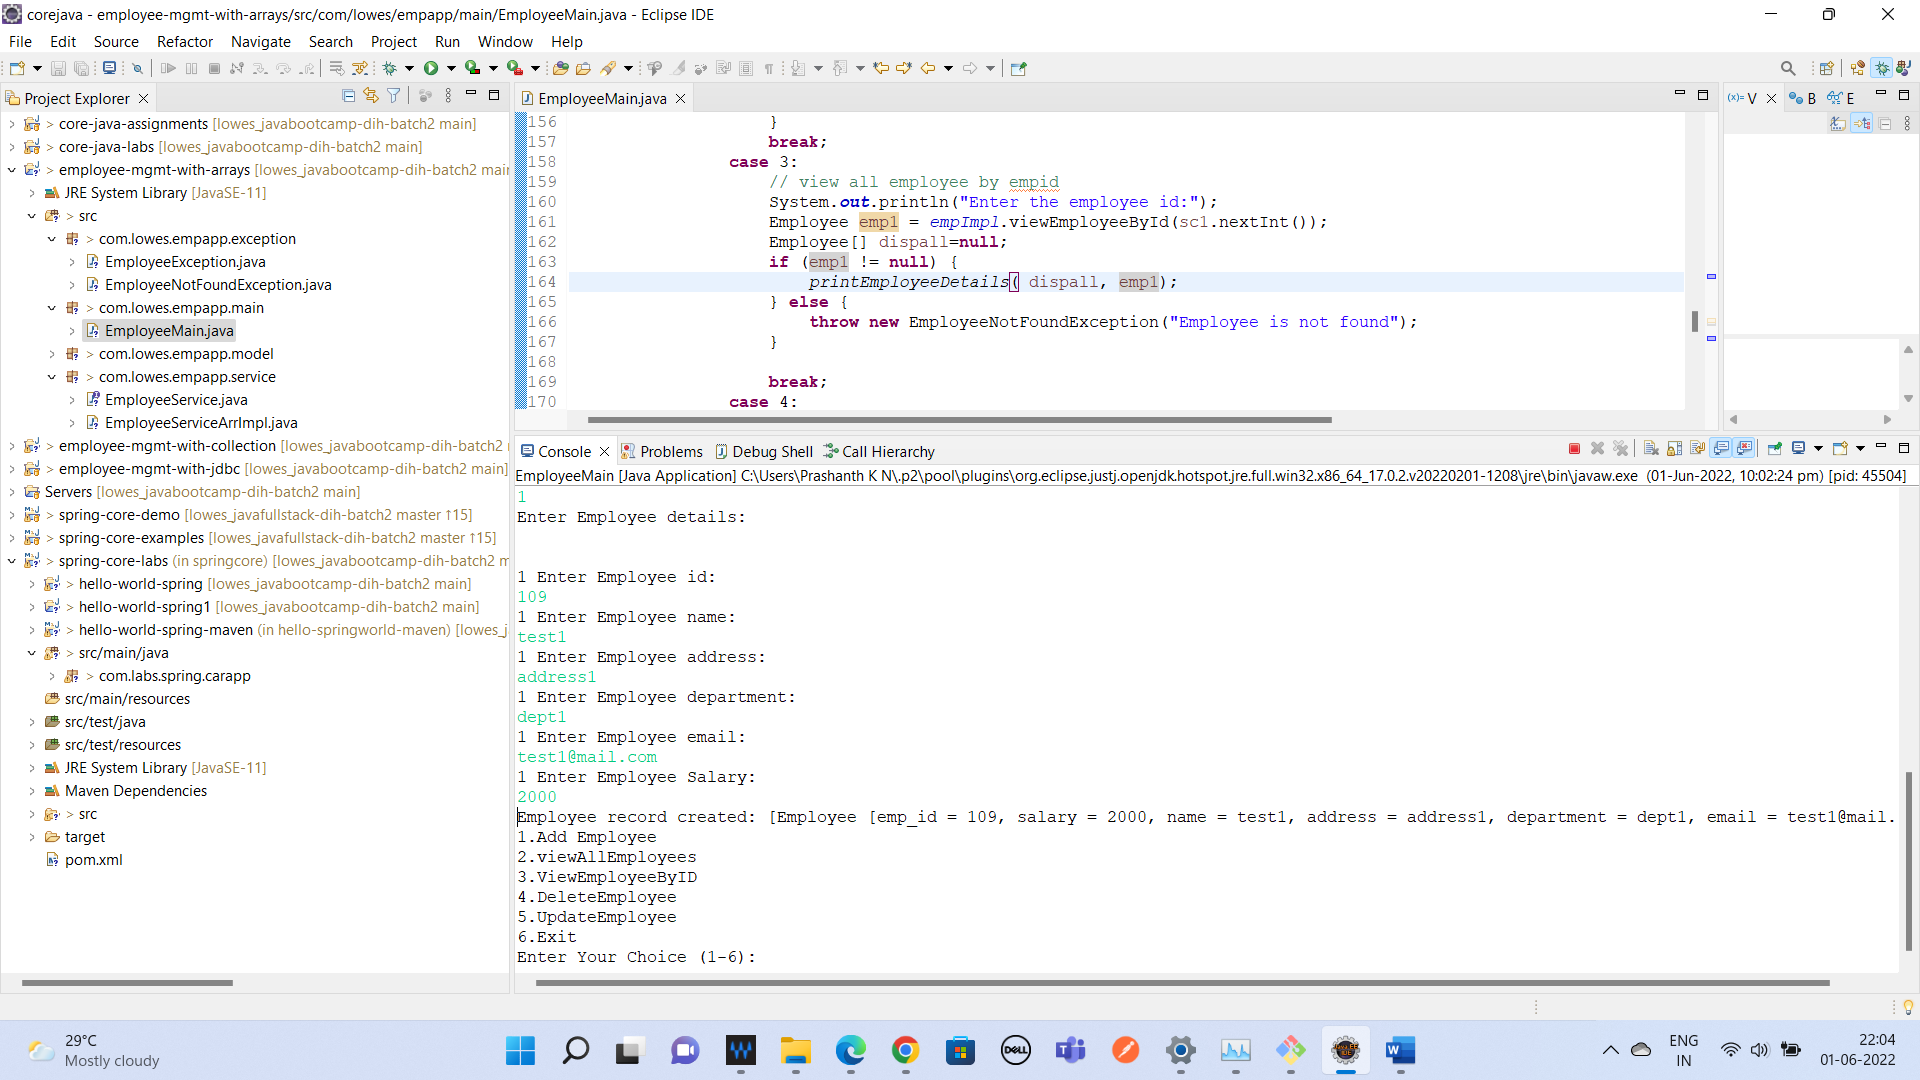 corejava - employee-mgmt-with-arrays/src/com/lowes/empapp/main/EmployeeMain.java - Eclipse IDE
File Edit Source Refactor Navigate Search Project Run Window Help
Project Explorer
> core-java-assignments [lowes_javabootcamp-dih-batch2 main]
> core-java-labs [lowes_javabootcamp-dih-batch2 main]
> employee-mgmt-with-arrays [lowes_javabootcamp-dih-batch2 mai
JRE System Library [JavaSE-11]
> src
> com.lowes.empapp.exception
EmployeeException.java
EmployeeNotFoundException.java
> com.lowes.empapp.main
EmployeeMain.java
> com.lowes.empapp.model
> com.lowes.empapp.service
EmployeeService.java
EmployeeServiceArrImpl.java
> employee-mgmt-with-collection [lowes_javabootcamp-dih-batch2
> employee-mgmt-with-jdbc [lowes_javabootcamp-dih-batch2 main]
Servers [lowes_javabootcamp-dih-batch2 main]
> spring-core-demo [lowes_javafullstack-dih-batch2 master ↑15]
> spring-core-examples [lowes_javafullstack-dih-batch2 master ↑15]
> spring-core-labs (in springcore) [lowes_javabootcamp-dih-batch2 m
> hello-world-spring [lowes_javabootcamp-dih-batch2 main]
> hello-world-spring1 [lowes_javabootcamp-dih-batch2 main]
> hello-world-spring-maven (in hello-springworld-maven) [lowes_j
> src/main/java
> com.labs.spring.carapp
src/main/resources
src/test/java
src/test/resources
JRE System Library [JavaSE-11]
Maven Dependencies
> src
target
pom.xml
EmployeeMain.java
156 }
157 break;
158 case 3:
159 // view all employee by empid
160 System.out.println("Enter the employee id:");
161 Employee emp1 = empImpl.viewEmployeeById(sc1.nextInt());
162 Employee[] dispall=null;
163 if (emp1 != null) {
164 printEmployeeDetails( dispall, emp1);
165 } else {
166 throw new EmployeeNotFoundException("Employee is not found");
167 }
168
169 break;
170 case 4:
(x)= V B E
Console Problems Debug Shell Call Hierarchy
EmployeeMain [Java Application] C:\Users\Prashanth K N\.p2\pool\plugins\org.eclipse.justj.openjdk.hotspot.jre.full.win32.x86_64_17.0.2.v20220201-1208\jre\bin\javaw.exe (01-Jun-2022, 10:02:24 pm) [pid: 45504]
1
Enter Employee details:
1 Enter Employee id:
109
1 Enter Employee name:
test1
1 Enter Employee address:
address1
1 Enter Employee department:
dept1
1 Enter Employee email:
test1@mail.com
1 Enter Employee Salary:
2000
Employee record created: [Employee [emp_id = 109, salary = 2000, name = test1, address = address1, department = dept1, email = test1@mail.
1.Add Employee
2.viewAllEmployees
3.ViewEmployeeByID
4.DeleteEmployee
5.UpdateEmployee
6.Exit
Enter Your Choice (1-6):
29°C
Mostly cloudy
DELL
ENG
IN
22:04
01-06-2022